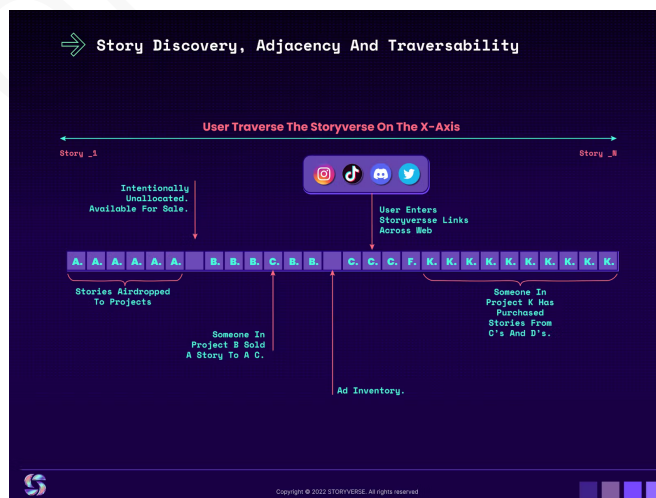 Story Discovery, Adjacency And Traversability
User Traverse The Storyverse On The X-Axis
Story _1
Story _N
Intentionally
Unallocated.
Available For Sale.
User Enters
Storyversse Links
Across Web
A. A. A. A. A. A. B. B. B. C. B. B. C. C. C. F. K. K. K. K. K. K. K. K. K. K.
Stories Airdropped
To Projects
Someone In
Project B Sold
A Story To A C.
Ad Inventory.
Someone In
Project K Has
Purchased
Stories From
C's And D's.
Copyright © 2022 STORYVERSE. All rights reserved